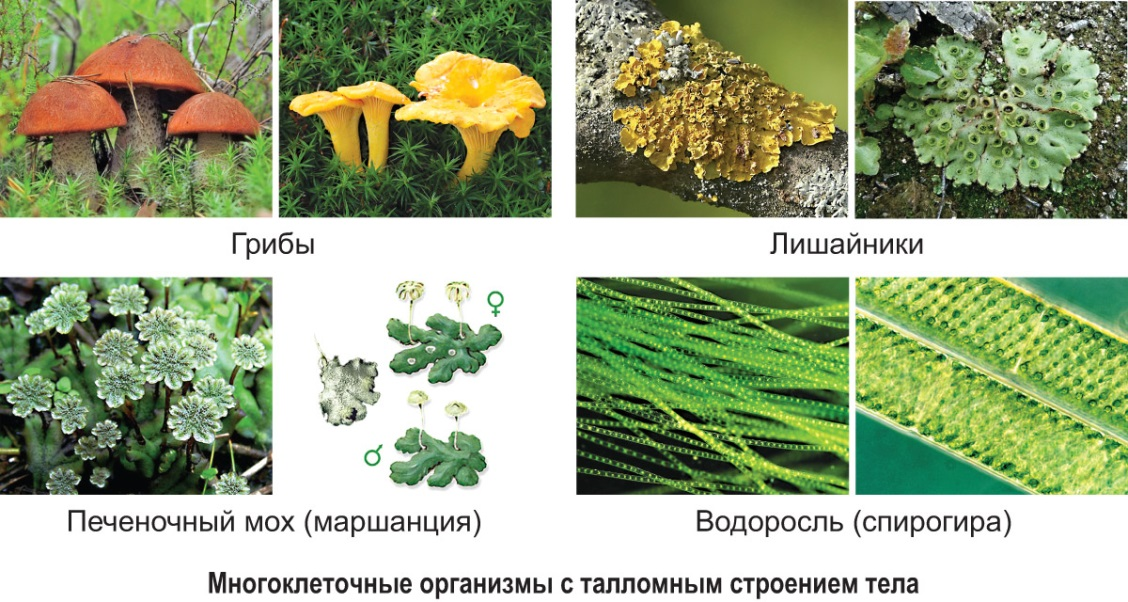 Грибы
Лишайники
♀
♂
Печеночный мох (маршанция)
Водоросль (спирогира)
Многоклеточные организмы с талломным строением тела